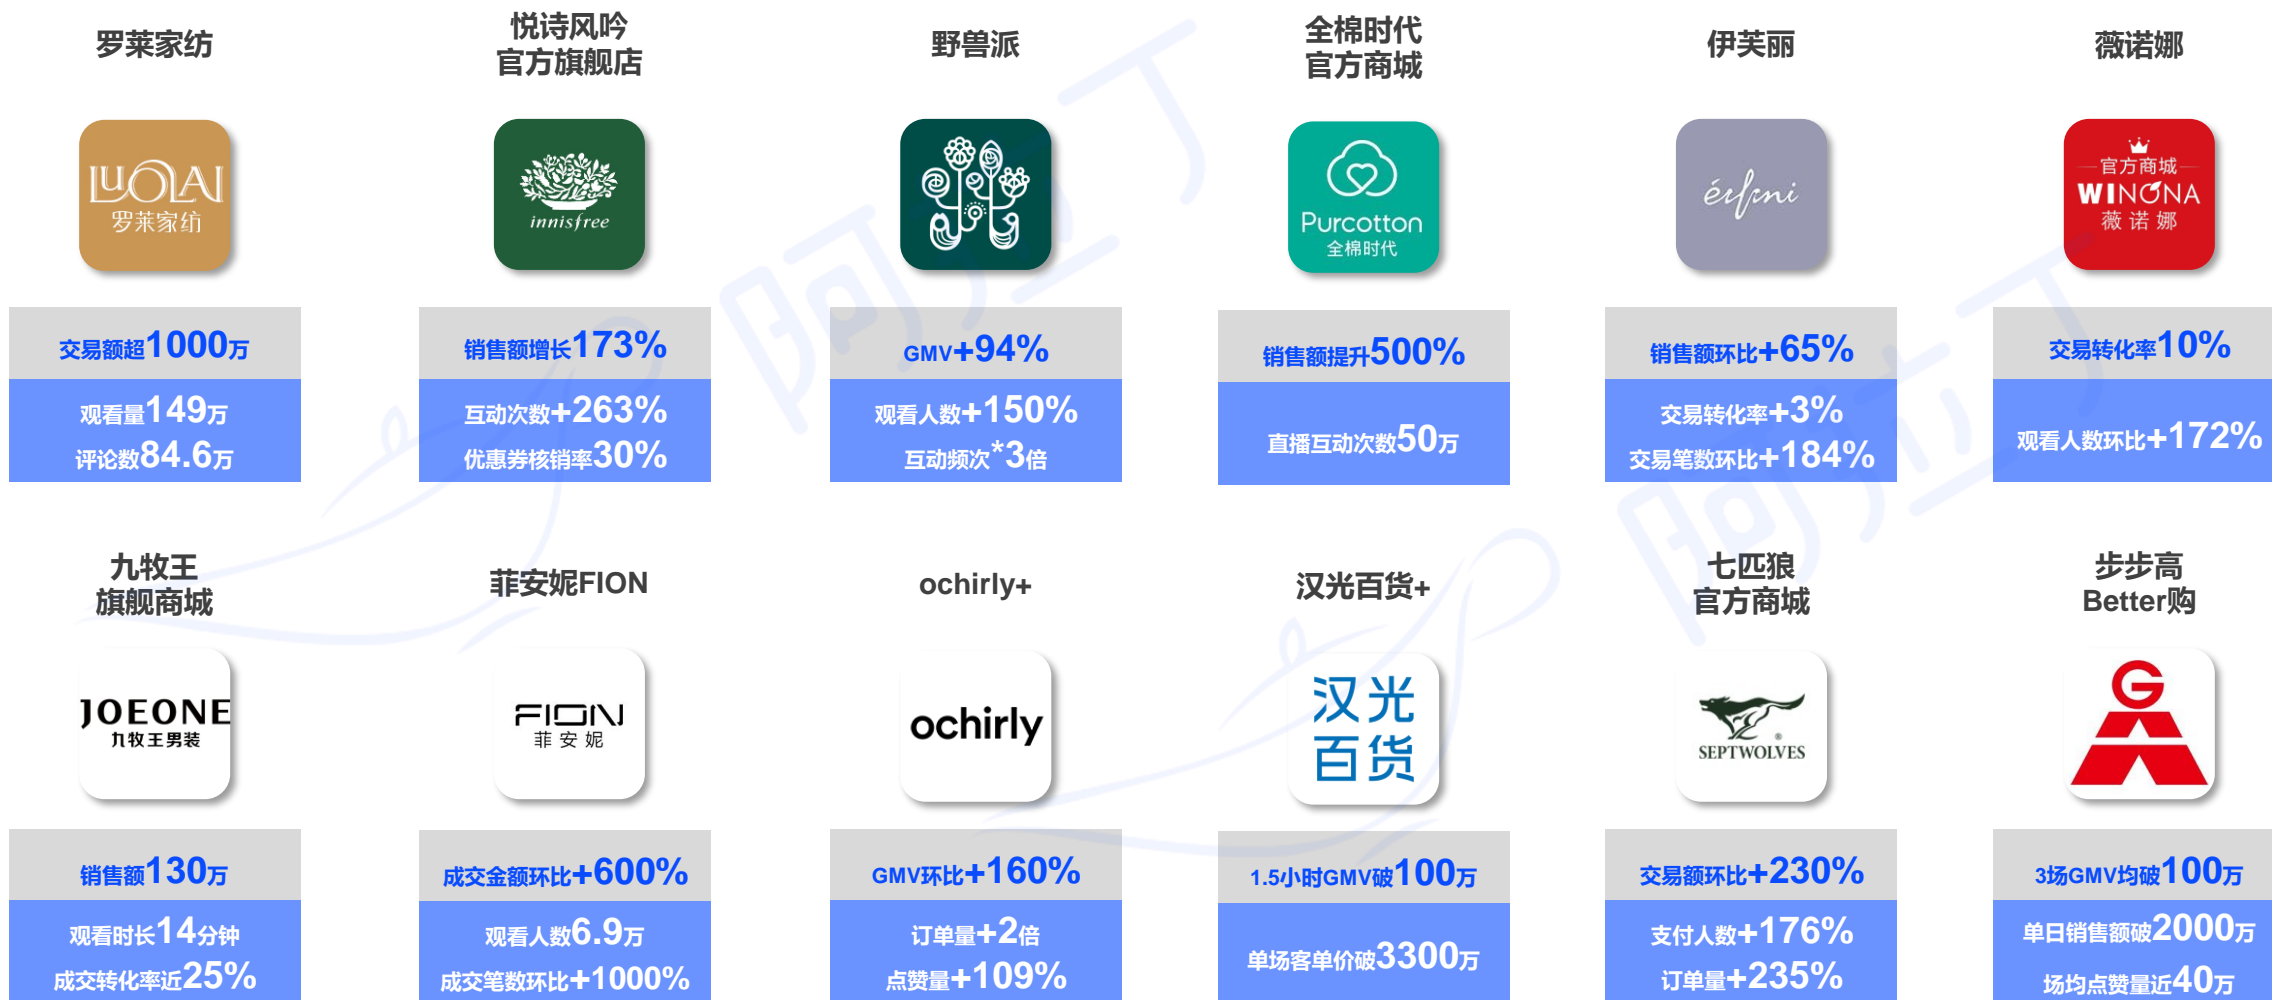 罗莱家纺
悦诗风吟
官方旗舰店
野兽派
全棉时代
官方商城
伊芙丽
薇诺娜
LUOLAI
罗莱家纺
innisfree
Purcotton
全棉时代
官方商城
WINONA
薇诺娜
交易额超1000万
观看量149万
评论数84.6万
销售额增长173%
互动次数+263%
优惠券核销率30%
GMV+94%
观看人数+150%
互动频次*3倍
销售额提升500%
直播互动次数50万
销售额环比+65%
交易转化率+3%
交易笔数环比+184%
交易转化率10%
观看人数环比+172%
九牧王
旗舰商城
菲安妮FION
ochirly+
汉光百货+
七匹狼
官方商城
步步高
Better购
JOEONE
九牧王男装
FION
菲安妮
ochirly
汉光
百货
SEPTWOLVES
®
销售额130万
观看时长14分钟
成交转化率近25%
成交金额环比+600%
观看人数6.9万
成交笔数环比+1000%
GMV环比+160%
订单量+2倍
点赞量+109%
1.5小时GMV破100万
单场客单价破3300万
交易额环比+230%
支付人数+176%
订单量+235%
3场GMV均破100万
单日销售额破2000万
场均点赞量近40万
阿拉丁
阿拉丁